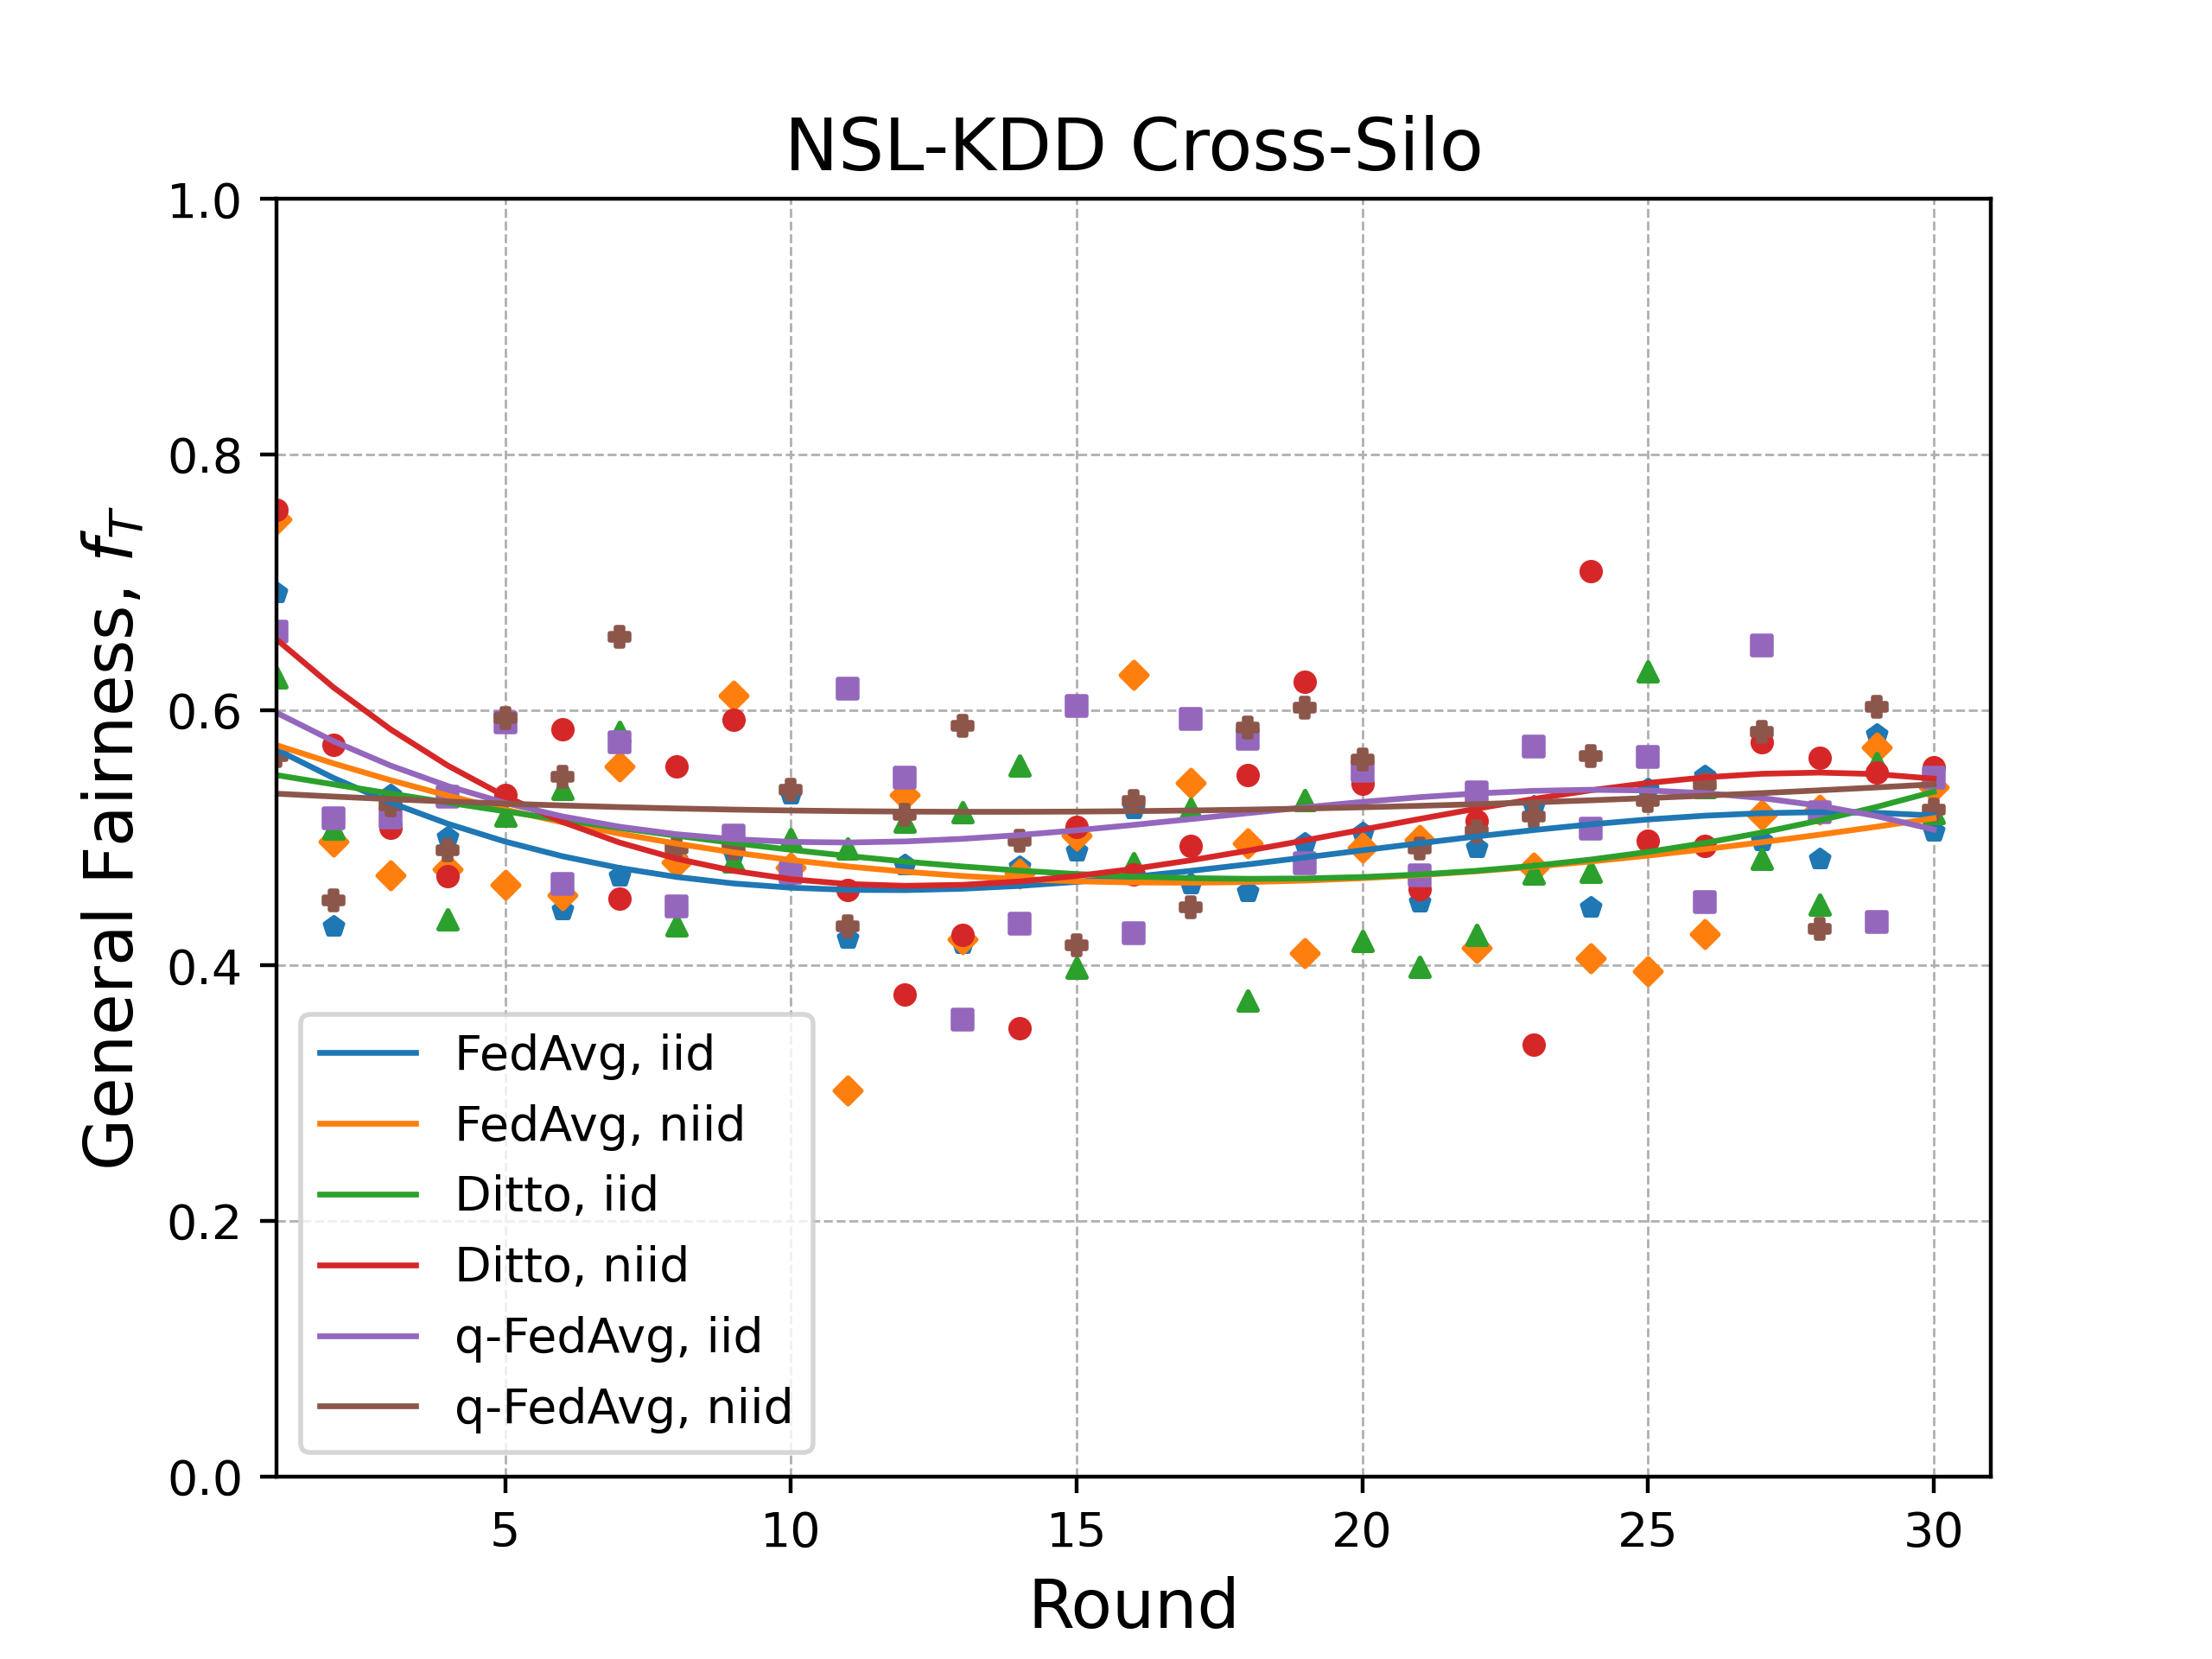 NSL-KDD Cross-Silo
General Fairness, f_T
1.0
0.8
0.6
0.4
0.2
0.0
FedAvg, iid
FedAvg, niid
Ditto, iid
Ditto, niid
q-FedAvg, iid
q-FedAvg, niid
5 10 15 20 25 30
Round